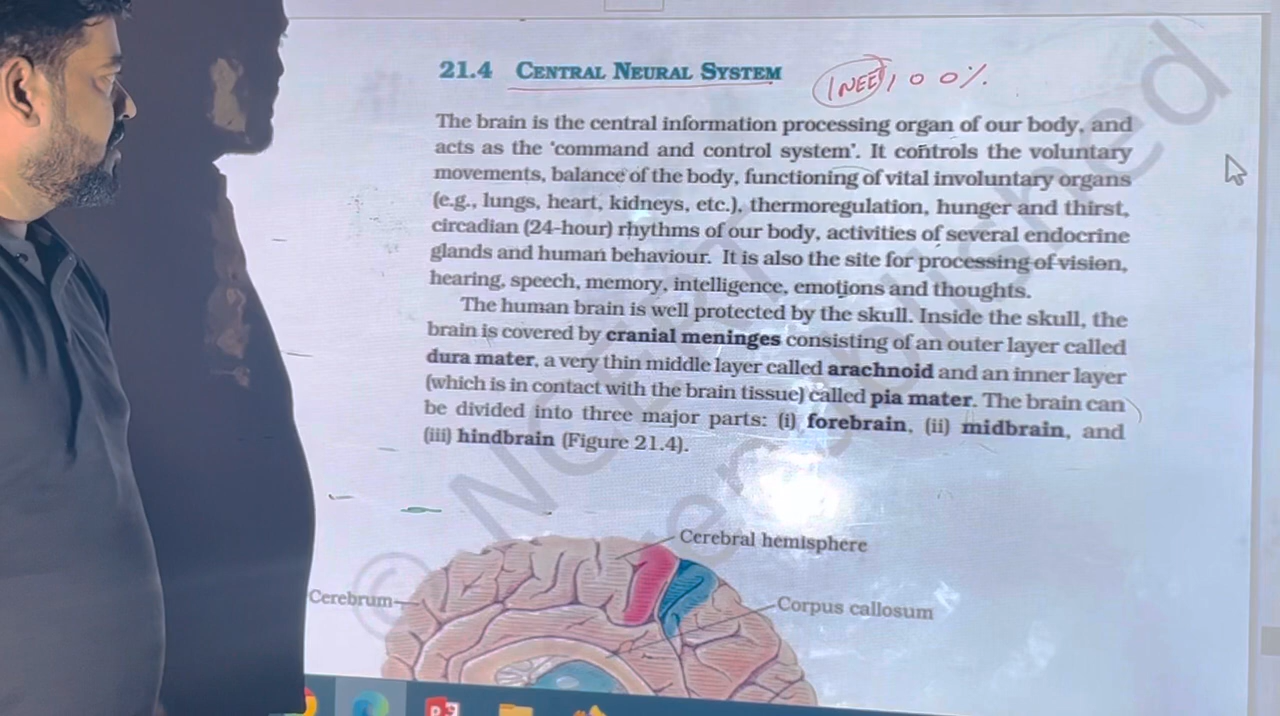 21.4 CENTRAL NEURAL SYSTEM
NEET 100%
The brain is the central information processing organ of our body, and
acts as the ‘command and control system’. It controls the voluntary
movements, balance of the body, functioning of vital involuntary organs
(e.g., lungs, heart, kidneys, etc.), thermoregulation, hunger and thirst,
circadian (24-hour) rhythms of our body, activities of several endocrine
glands and human behaviour. It is also the site for processing of vision,
hearing, speech, memory, intelligence, emotions and thoughts.
The human brain is well protected by the skull. Inside the skull, the
brain is covered by cranial meninges consisting of an outer layer called
dura mater, a very thin middle layer called arachnoid and an inner layer
(which is in contact with the brain tissue) called pia mater. The brain can
be divided into three major parts: (i) forebrain, (ii) midbrain, and
(iii) hindbrain (Figure 21.4).
Cerebral hemisphere
Cerebrum
Corpus callosum
© NCERT